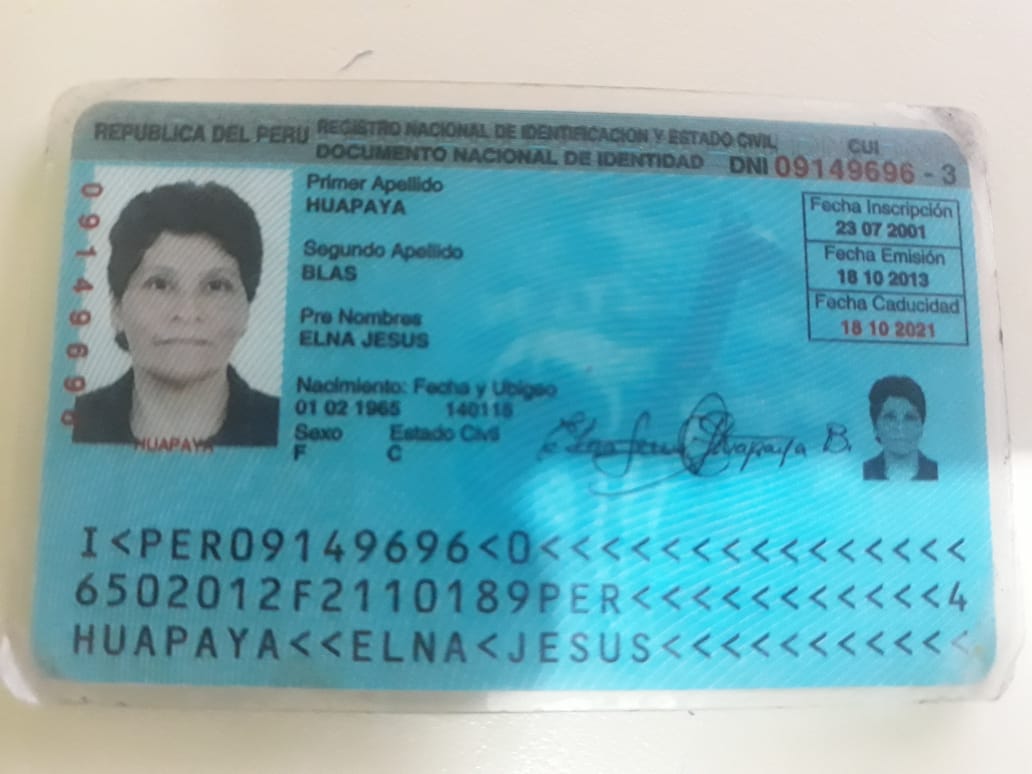 REPUBLICA DEL PERU
REGISTRO NACIONAL DE IDENTIFICACION Y ESTADO CIVIL
DOCUMENTO NACIONAL DE IDENTIDAD
CUI
DNI 09149696 - 3
09149696
Primer Apellido
HUAPAYA
Segundo Apellido
BLAS
Pre Nombres
ELNA JESUS
Nacimiento: Fecha y Ubigeo
01 02 1965 140115
Sexo Estado Civil
F C
Fecha Inscripción
23 07 2001
Fecha Emisión
18 10 2013
Fecha Caducidad
18 10 2021
HUAPAYA
Elna Jesus Huapaya B.
I<PER09149696<0<<<<<<<<<<<<<<<
6502012F2110189PER<<<<<<<<<<<4
HUAPAYA<<ELNA<JESUS<<<<<<<<<<<